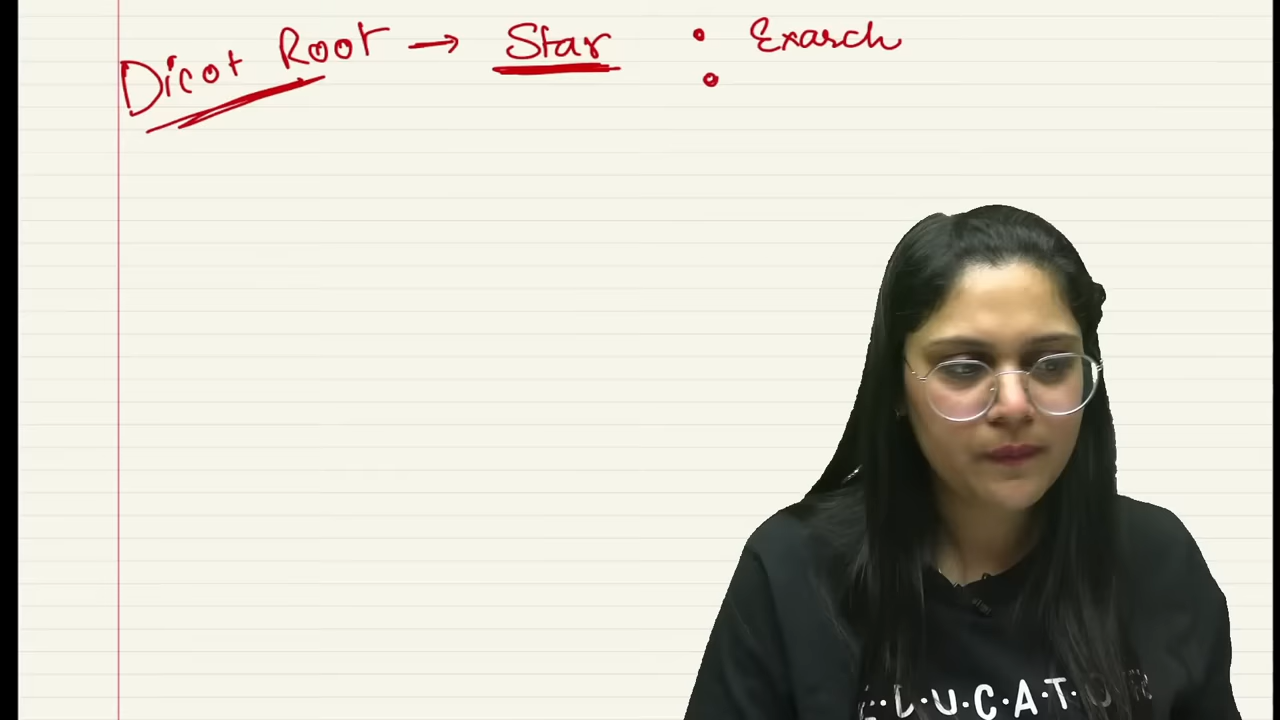 Dicot Root → Star • Exarch
•
E·D·U·C·A·T·O